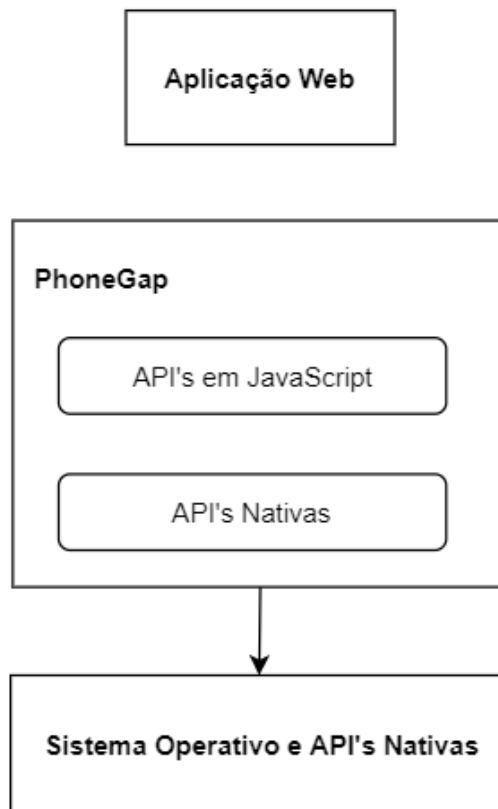 Aplicação Web
PhoneGap
API's em JavaScript
API's Nativas
Sistema Operativo e API's Nativas